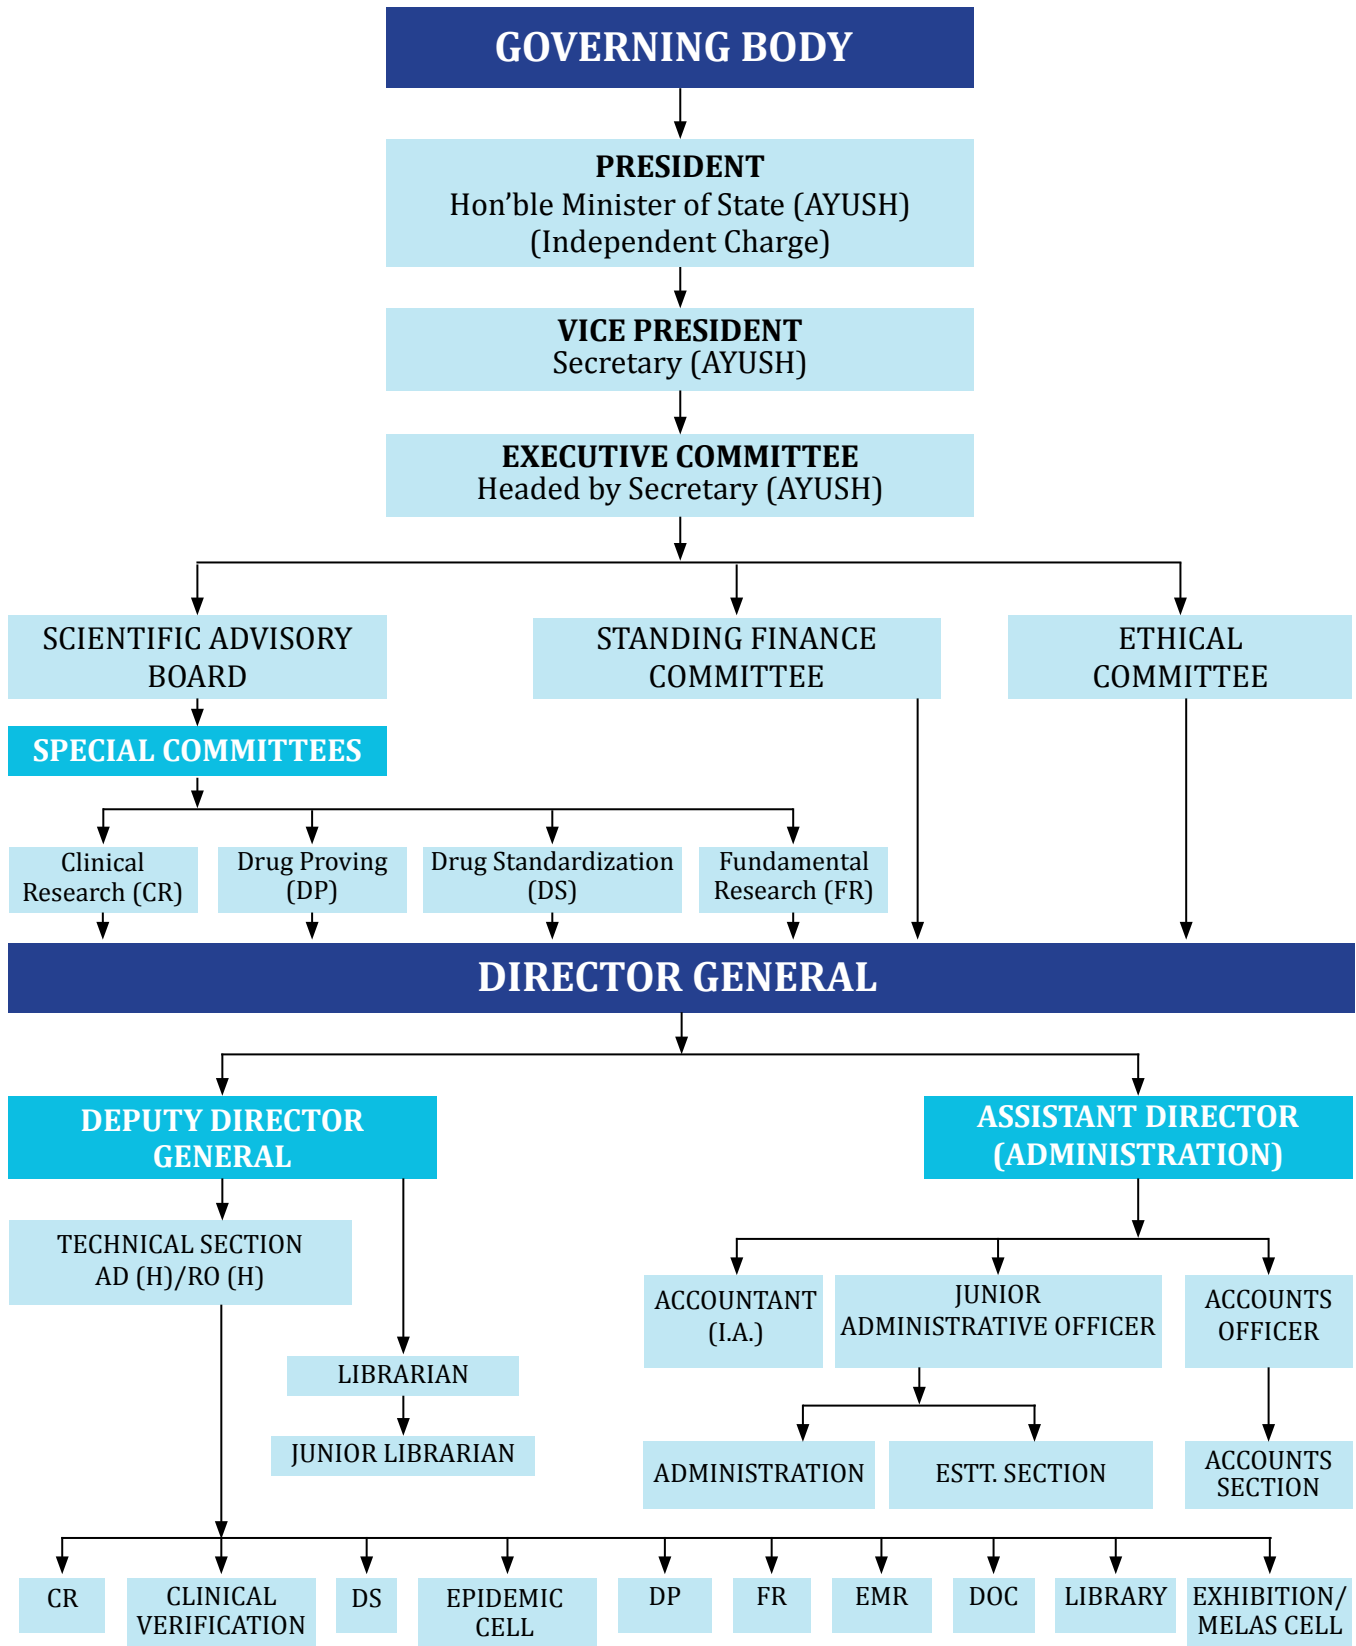 GOVERNING BODY
PRESIDENT
Hon’ble Minister of State (AYUSH)
(Independent Charge)
VICE PRESIDENT
Secretary (AYUSH)
EXECUTIVE COMMITTEE
Headed by Secretary (AYUSH)
SCIENTIFIC ADVISORY
BOARD
STANDING FINANCE
COMMITTEE
ETHICAL
COMMITTEE
SPECIAL COMMITTEES
Clinical
Research (CR)
Drug Proving
(DP)
Drug Standardization
(DS)
Fundamental
Research (FR)
DIRECTOR GENERAL
DEPUTY DIRECTOR
GENERAL
ASSISTANT DIRECTOR
(ADMINISTRATION)
TECHNICAL SECTION
AD (H)/RO (H)
LIBRARIAN
JUNIOR LIBRARIAN
ACCOUNTANT
(I.A.)
JUNIOR
ADMINISTRATIVE OFFICER
ACCOUNTS
OFFICER
ADMINISTRATION
ESTT. SECTION
ACCOUNTS
SECTION
CR
CLINICAL
VERIFICATION
DS
EPIDEMIC
CELL
DP
FR
EMR
DOC
LIBRARY
EXHIBITION/
MELAS CELL